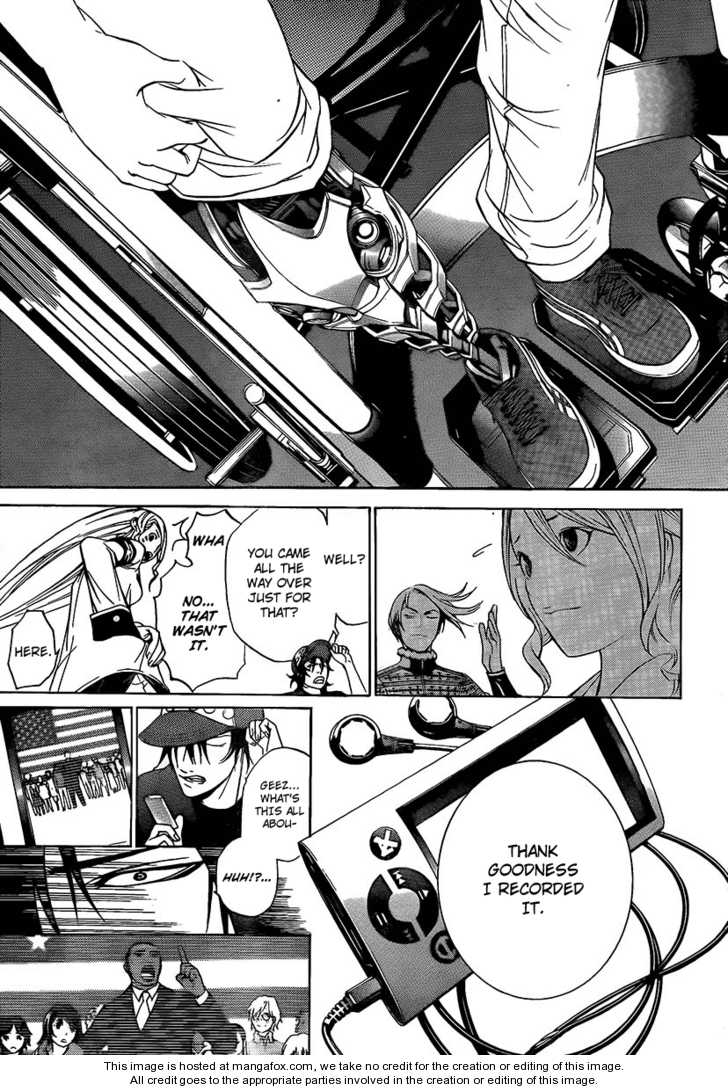 WELL?
YOU CAME
ALL THE
WAY OVER
JUST FOR
THAT?
WHA
NO...
THAT
WASN'T
IT.
HERE.
THANK
GOODNESS
I RECORDED
IT.
GEEZ...
WHAT'S
THIS ALL
ABOU-
HUH!?...
This image is hosted at mangafox.com, we take no credit for the creation or editing of this image.
All credit goes to the appropriate parties involved in the creation or editing of this image.